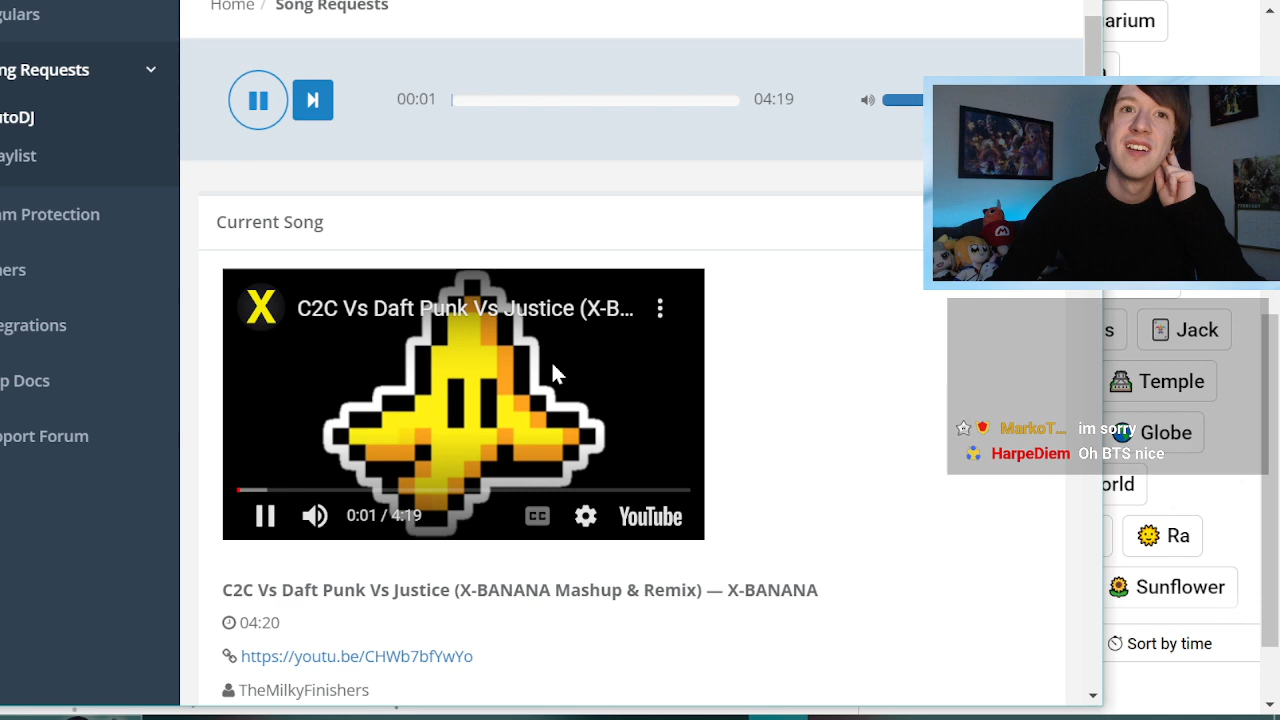 gulars
ng Requests
utoDJ
aylist
m Protection
ers
egrations
p Docs
port Forum
Home / Song Requests
00:01
04:19
Current Song
X
C2C Vs Daft Punk Vs Justice (X-B...
0:01 / 4:19
CC
YouTube
C2C Vs Daft Punk Vs Justice (X-BANANA Mashup & Remix) — X-BANANA
04:20
https://youtu.be/CHWb7bfYwYo
TheMilkyFinishers
arium
FEBRUARY
M
s
Jack
Temple
MarkoT... im sorry
Globe
HarpeDiem Oh BTS nice
orld
Ra
Sunflower
Sort by time